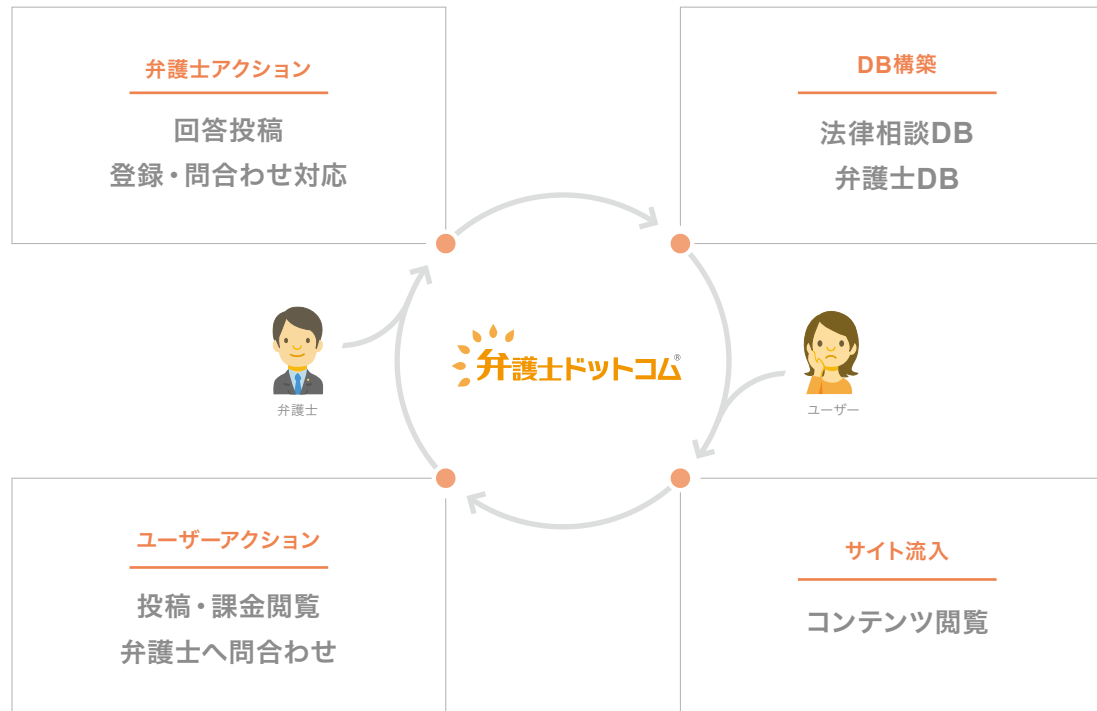 弁護士アクション
回答投稿
登録・問合わせ対応
DB構築
法律相談DB
弁護士DB
弁護士ドットコム®
弁護士
ユーザー
ユーザーアクション
投稿・課金閲覧
弁護士へ問合わせ
サイト流入
コンテンツ閲覧